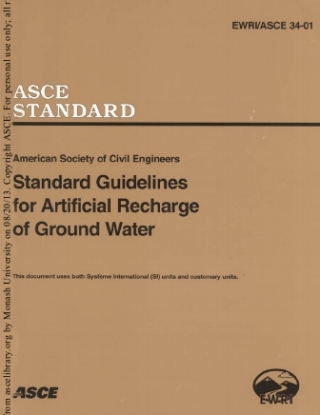 EWRI/ASCE 34-01
ASCE
STANDARD
American Society of Civil Engineers
Standard Guidelines
for Artificial Recharge
of Ground Water
This document uses both Système International (SI) units and customary units.
ASCE
EWRI
rom ascelibrary.org by Monash University on 08/20/13. Copyright ASCE. For personal use only; all r